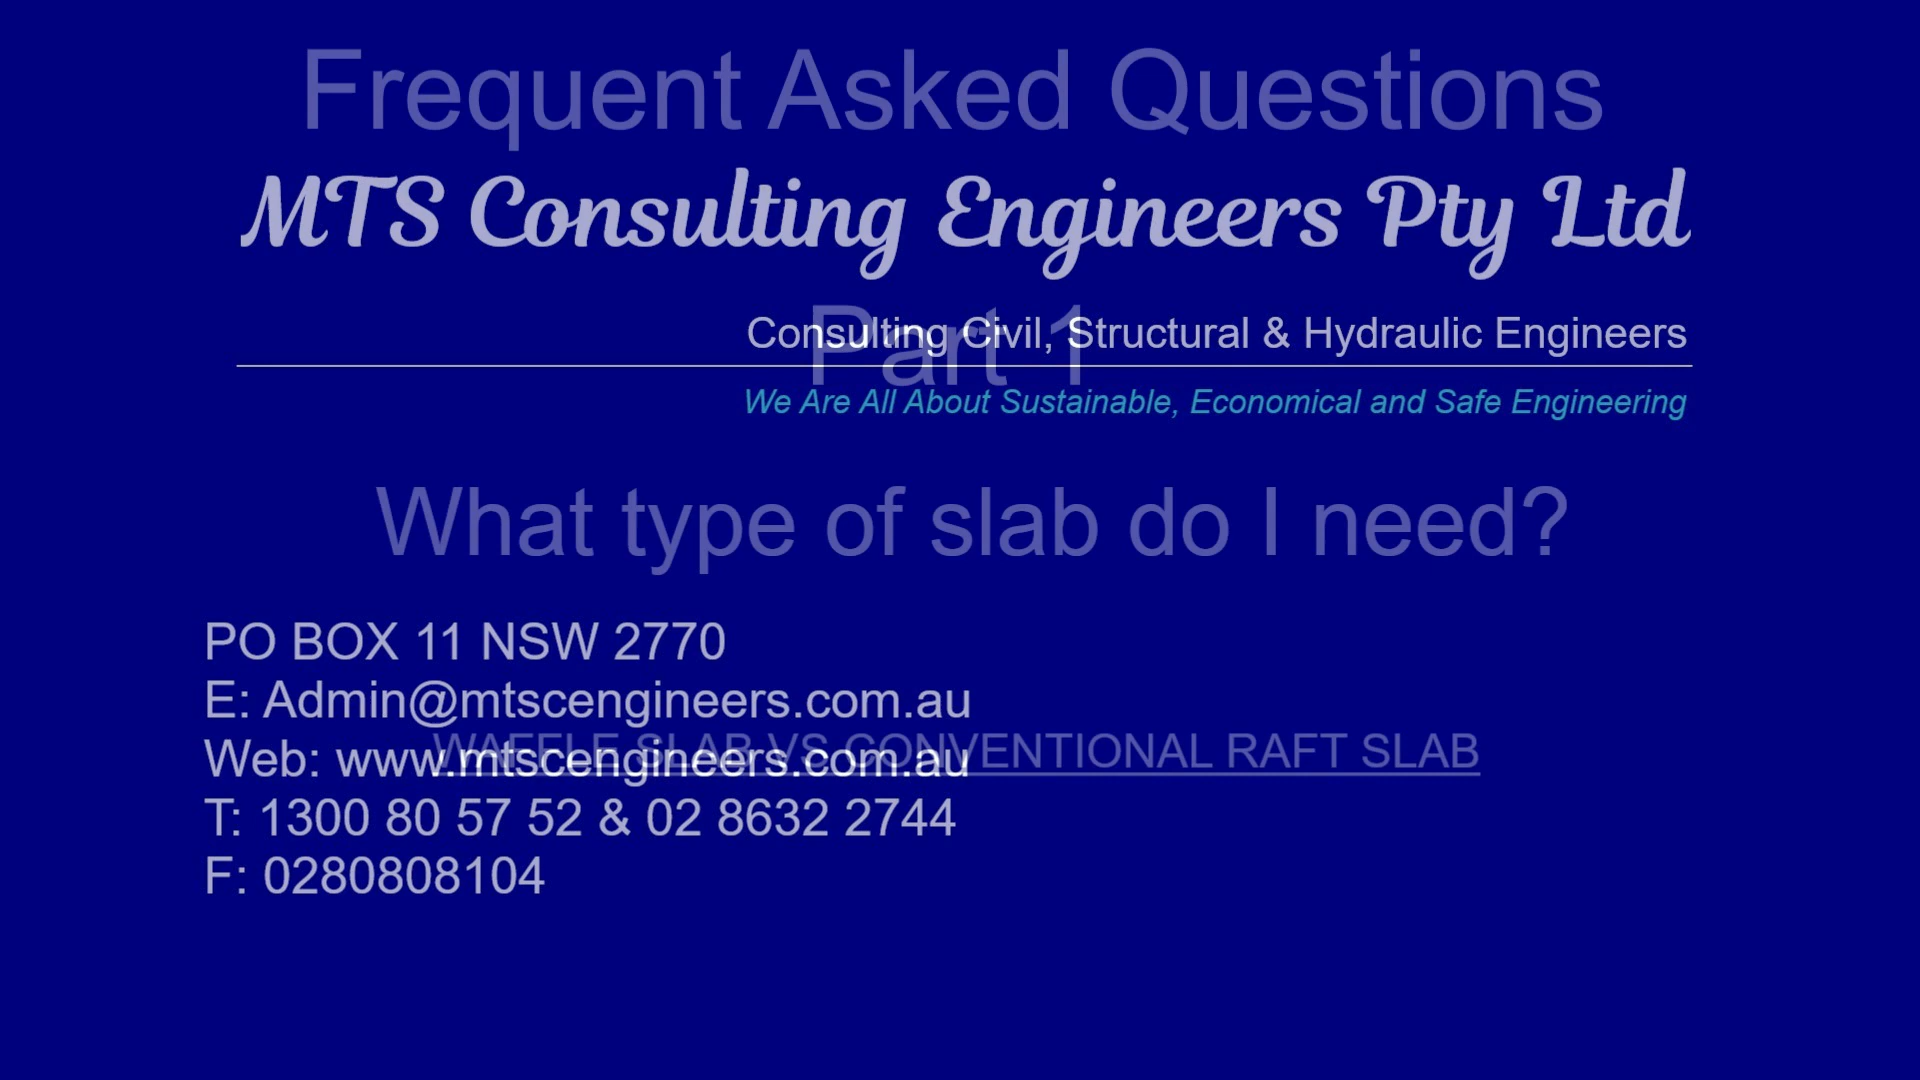 Frequent Asked Questions
MTS Consulting Engineers Pty Ltd
Part 1
Consulting Civil, Structural & Hydraulic Engineers
We Are All About Sustainable, Economical and Safe Engineering
What type of slab do I need?
PO BOX 11 NSW 2770
E: Admin@mtscengineers.com.au
WAFFLE SLAB VS CONVENTIONAL RAFT SLAB
Web: www.mtscengineers.com.au
T: 1300 80 57 52 & 02 8632 2744
F: 0280808104